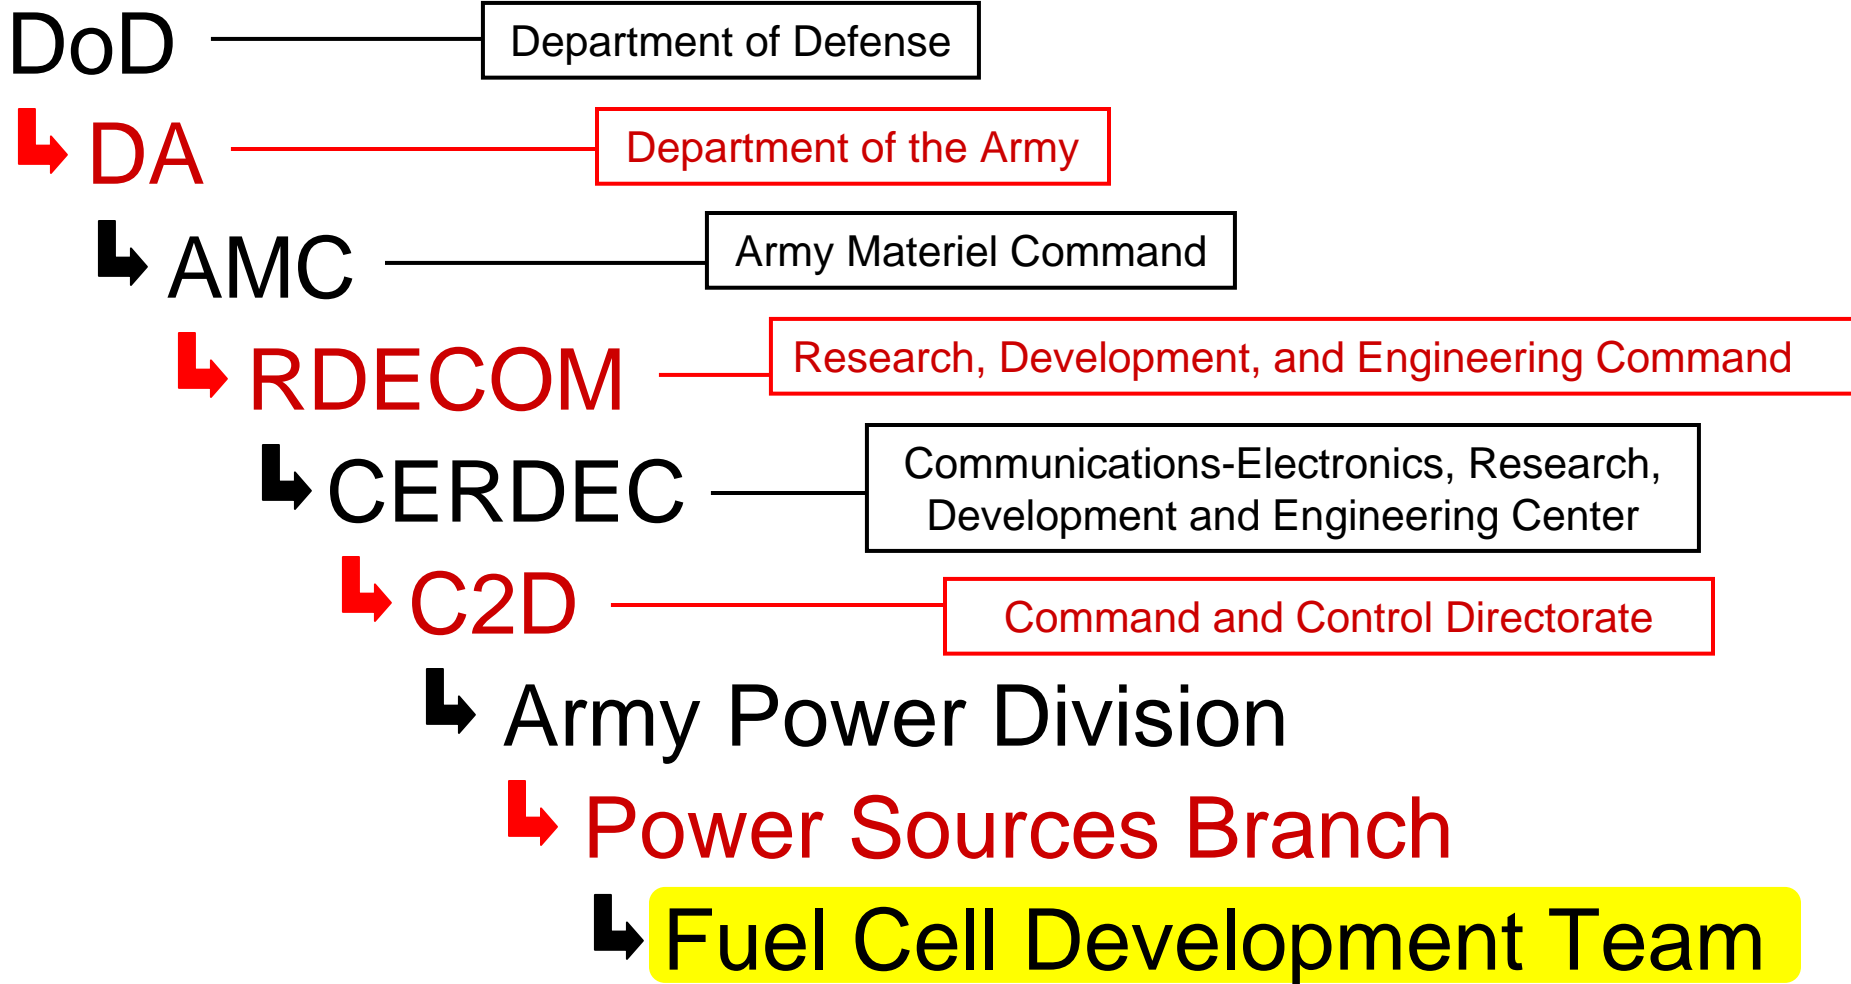 DoD
Department of Defense
DA
Department of the Army
AMC
Army Materiel Command
RDECOM
Research, Development, and Engineering Command
CERDEC
Communications-Electronics, Research,
Development and Engineering Center
C2D
Command and Control Directorate
Army Power Division
Power Sources Branch
Fuel Cell Development Team